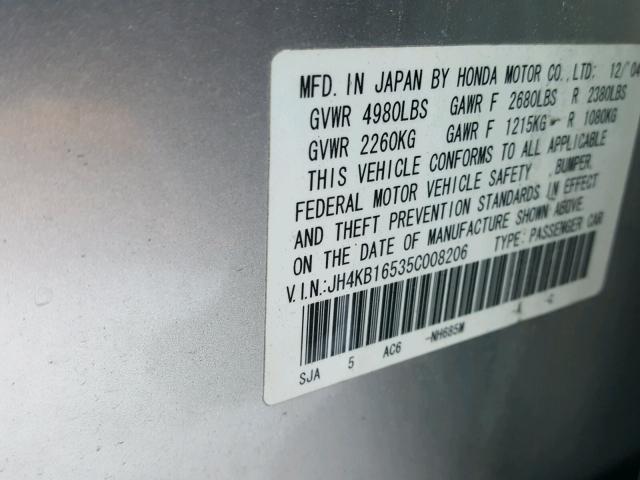 MFD. IN JAPAN BY HONDA MOTOR CO., LTD: 12/'04
GVWR 4980LBS GAWR F 2680LBS R 2380LBS
GVWR 2260KG GAWR F 1215KG R 1080KG
THIS VEHICLE CONFORMS TO ALL APPLICABLE
FEDERAL MOTOR VEHICLE SAFETY , BUMPER,
AND THEFT PREVENTION STANDARDS IN EFFECT
ON THE DATE OF MANUFACTURE SHOWN ABOVE.
V.I.N.:JH4KB16535C008206 TYPE: PASSENGER CAR
SJA 5 AC6 -NH685M -A -G